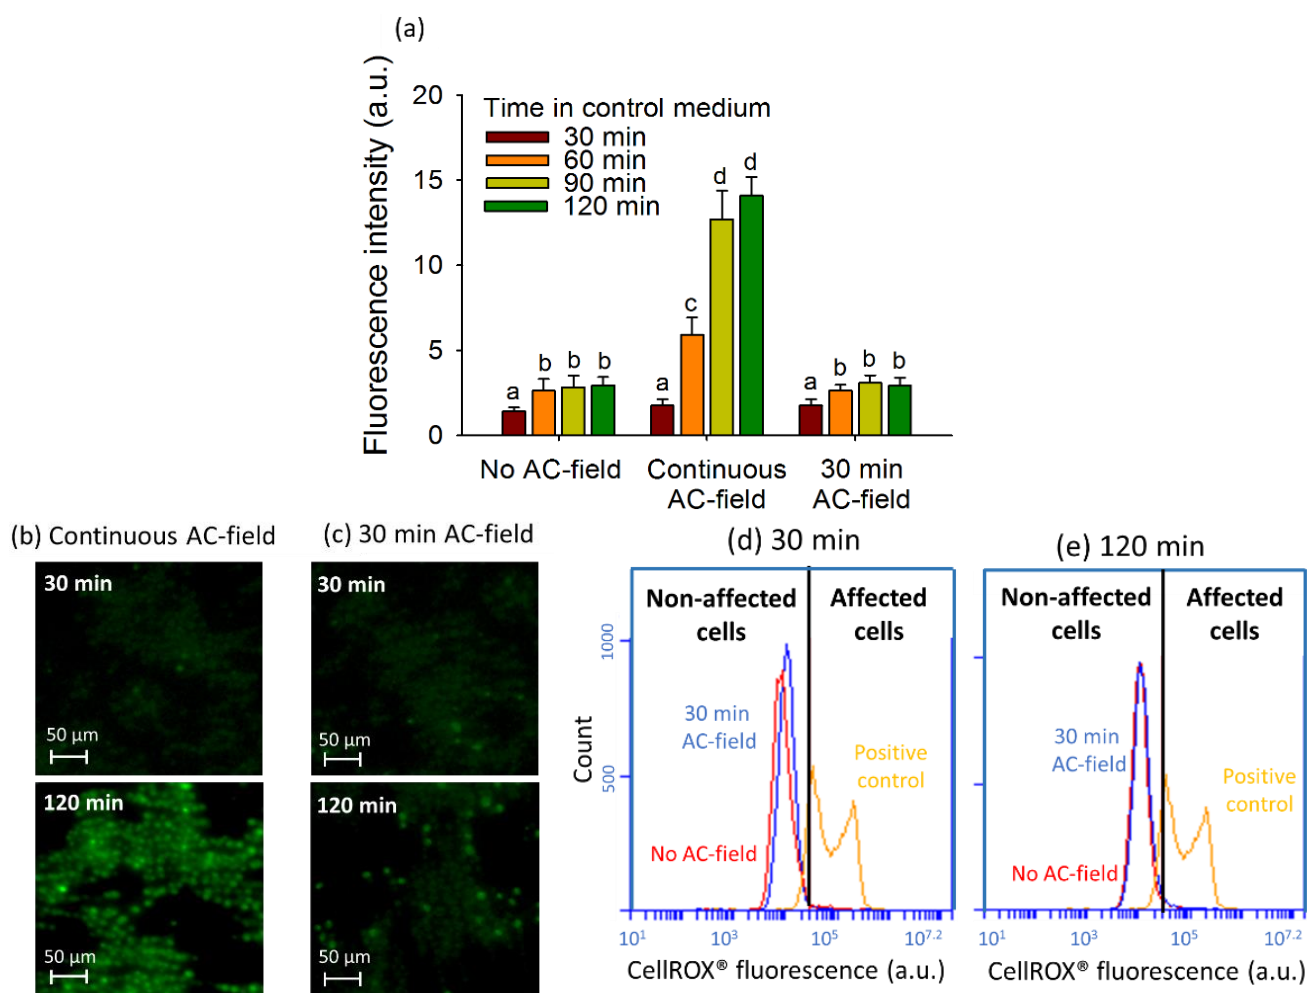 (a)
Fluorescence intensity (a.u.)
20
15
10
5
0
Time in control medium
30 min
60 min
90 min
120 min
a
b
b
b
a
c
d
d
a
b
b
b
No AC-field
Continuous
AC-field
30 min
AC-field
(b) Continuous AC-field
30 min
50 µm
120 min
50 µm
(c) 30 min AC-field
30 min
50 µm
120 min
50 µm
(d) 30 min
Non-affected
cells
Affected
cells
1000
500
Count
30 min
AC-field
Positive
control
No AC-field
10¹
10³
10⁵
10⁷·²
CellROX® fluorescence (a.u.)
(e) 120 min
Non-affected
cells
Affected
cells
30 min
AC-field
Positive
control
No AC-field
10¹
10³
10⁵
10⁷·²
CellROX® fluorescence (a.u.)